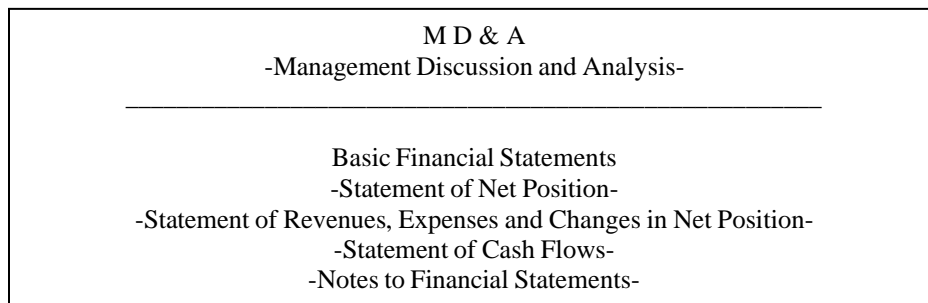 M D & A
-Management Discussion and Analysis-
Basic Financial Statements
-Statement of Net Position-
-Statement of Revenues, Expenses and Changes in Net Position-
-Statement of Cash Flows-
-Notes to Financial Statements-